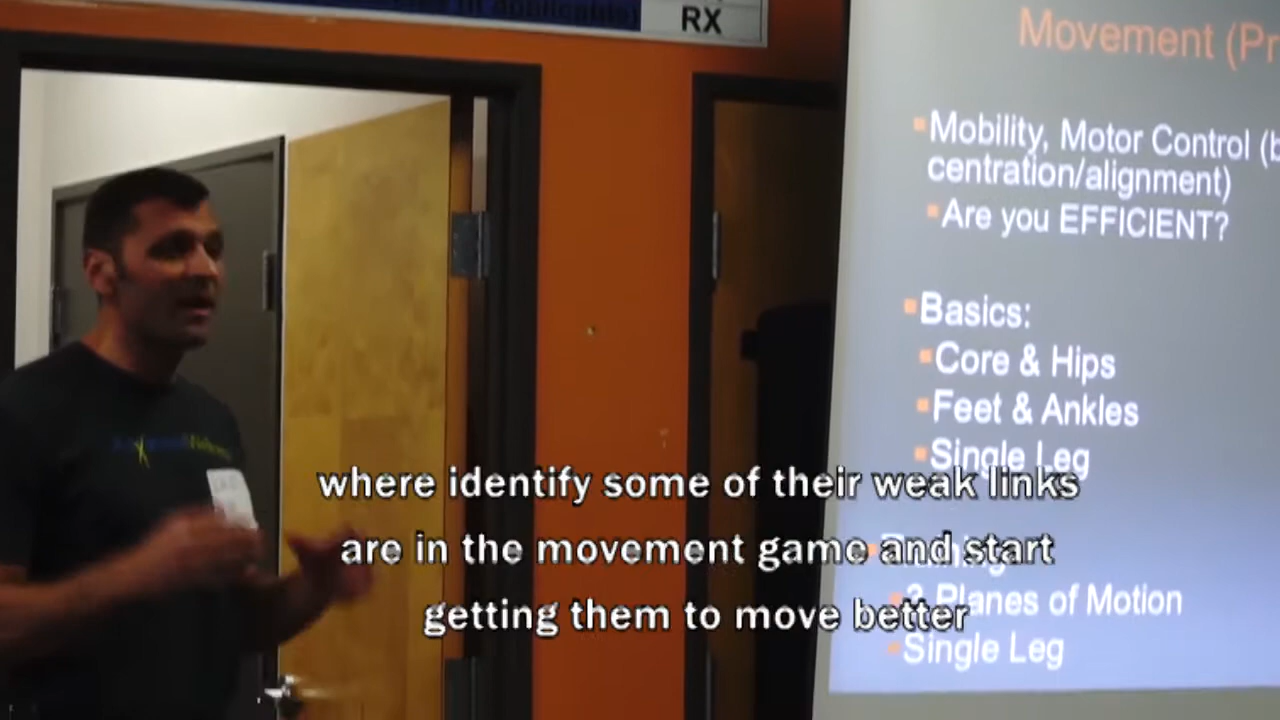 RX
Movement (Pr
Mobility, Motor Control (b
centration/alignment)
Are you EFFICIENT?
Basics:
Core & Hips
Feet & Ankles
Single Leg
where identify some of their weak links
are in the movement game and start
getting them to move better
3 Planes of Motion
Single Leg